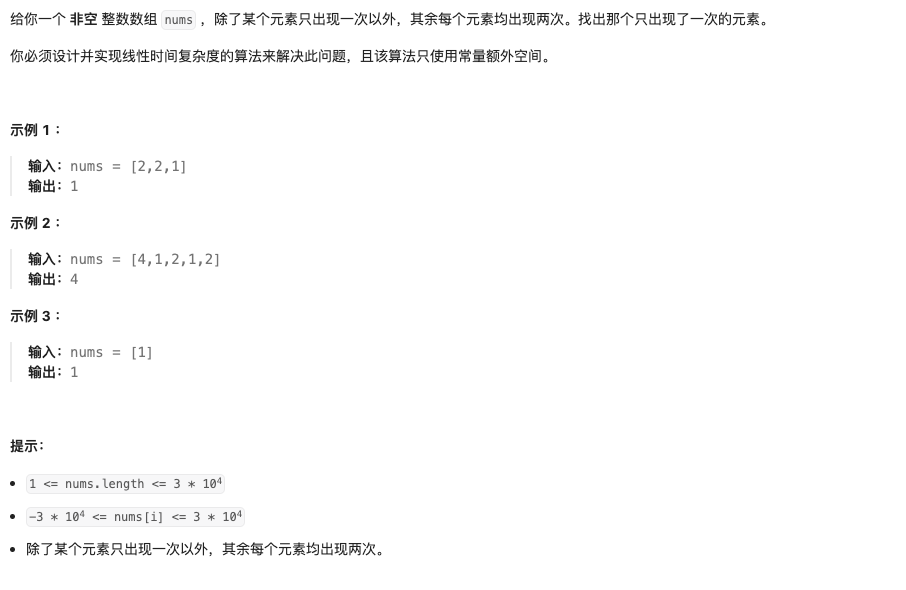 给你一个 非空 整数数组 nums ，除了某个元素只出现一次以外，其余每个元素均出现两次。找出那个只出现了一次的元素。
你必须设计并实现线性时间复杂度的算法来解决此问题，且该算法只使用常量额外空间。
示例 1 ：
输入：nums = [2,2,1]
输出：1
示例 2 ：
输入：nums = [4,1,2,1,2]
输出：4
示例 3 ：
输入：nums = [1]
输出：1
提示：
• 1 <= nums.length <= 3 * 10⁴
• -3 * 10⁴ <= nums[i] <= 3 * 10⁴
• 除了某个元素只出现一次以外，其余每个元素均出现两次。